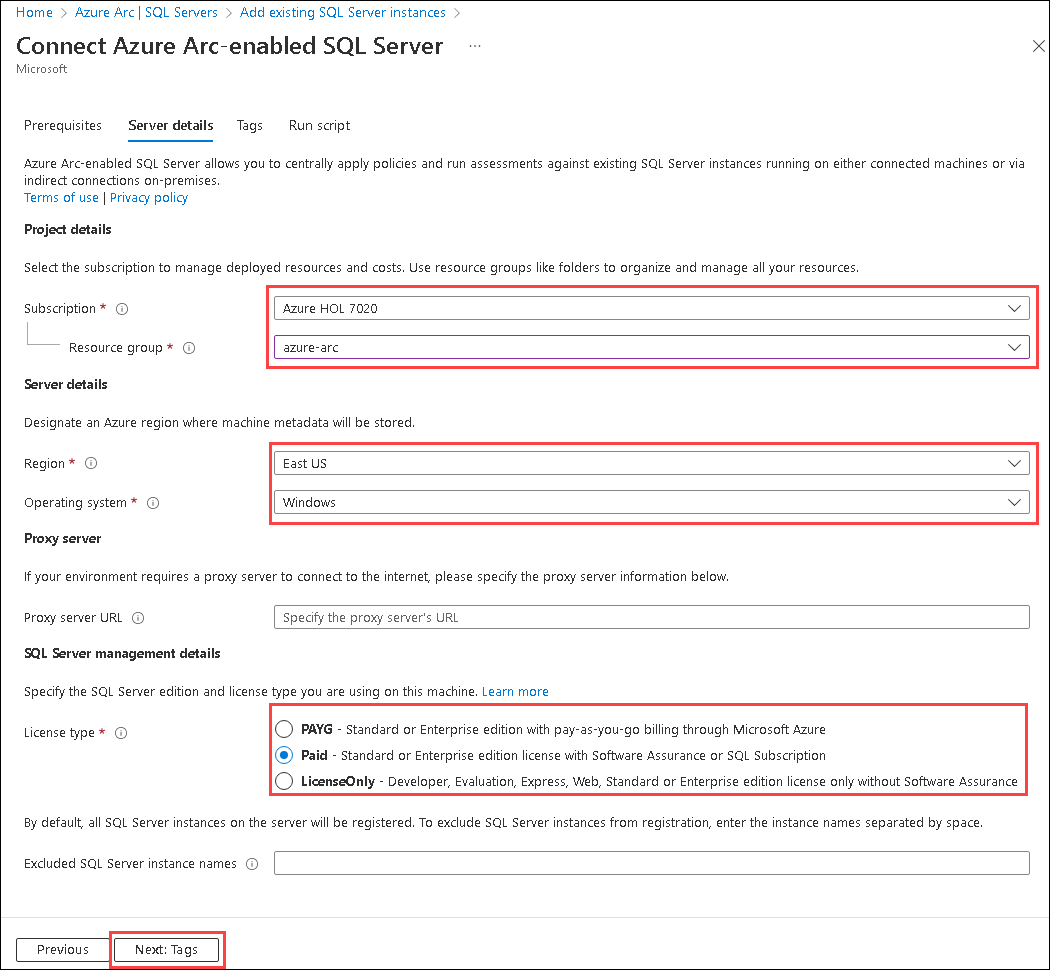 Home > Azure Arc | SQL Servers > Add existing SQL Server instances >
Connect Azure Arc-enabled SQL Server ...
Microsoft
Prerequisites Server details Tags Run script
Azure Arc-enabled SQL Server allows you to centrally apply policies and run assessments against existing SQL Server instances running on either connected machines or via
indirect connections on-premises.
Terms of use | Privacy policy
Project details
Select the subscription to manage deployed resources and costs. Use resource groups like folders to organize and manage all your resources.
Subscription * Azure HOL 7020
Resource group * azure-arc
Server details
Designate an Azure region where machine metadata will be stored.
Region * East US
Operating system * Windows
Proxy server
If your environment requires a proxy server to connect to the internet, please specify the proxy server information below.
Proxy server URL Specify the proxy server's URL
SQL Server management details
Specify the SQL Server edition and license type you are using on this machine. Learn more
License type * PAYG - Standard or Enterprise edition with pay-as-you-go billing through Microsoft Azure
Paid - Standard or Enterprise edition license with Software Assurance or SQL Subscription
LicenseOnly - Developer, Evaluation, Express, Web, Standard or Enterprise edition license only without Software Assurance
By default, all SQL Server instances on the server will be registered. To exclude SQL Server instances from registration, enter the instance names separated by space.
Excluded SQL Server instance names
Previous Next: Tags